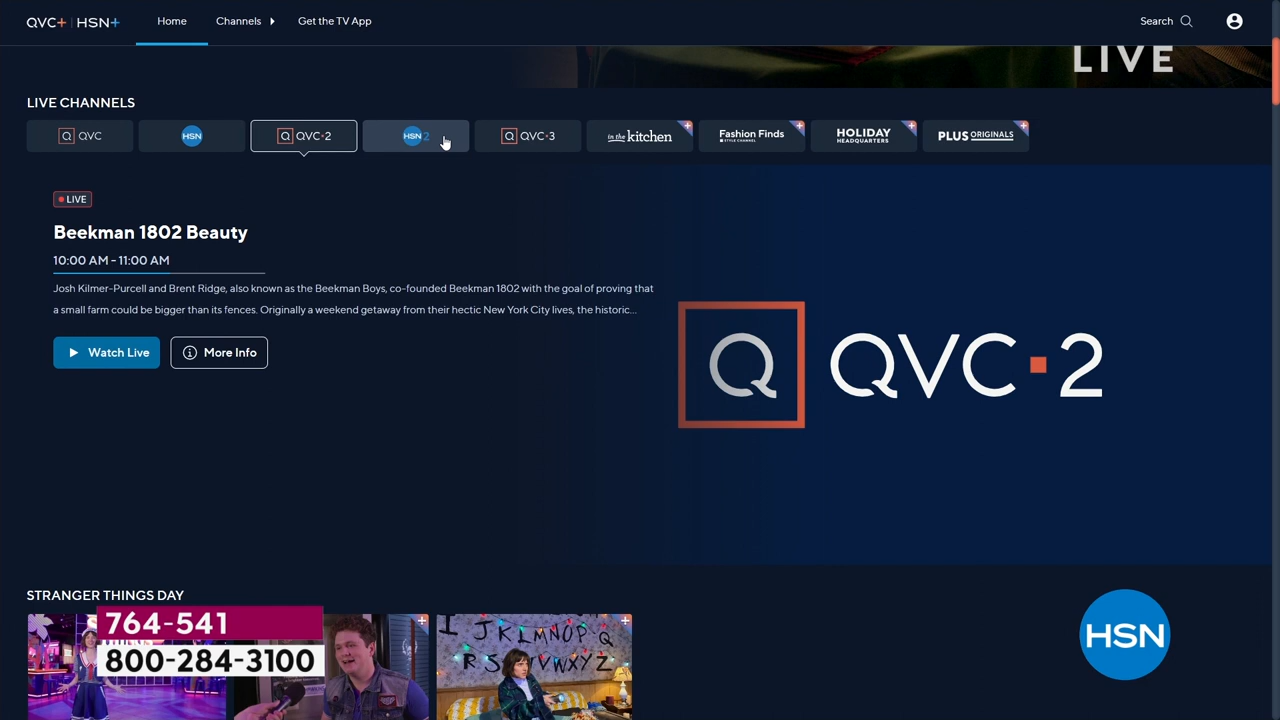 QVC+ | HSN+
Home
Channels
Get the TV App
Search
LIVE
LIVE CHANNELS
Q QVC
HSN
Q QVC•2
HSN 2
Q QVC•3
in the kitchen
Fashion Finds
STYLE CHANNEL
HOLIDAY
HEADQUARTERS
PLUS ORIGINALS
LIVE
Beekman 1802 Beauty
10:00 AM - 11:00 AM
Josh Kilmer-Purcell and Brent Ridge, also known as the Beekman Boys, co-founded Beekman 1802 with the goal of proving that
a small farm could be bigger than its fences. Originally a weekend getaway from their hectic New York City lives, the historic...
Watch Live
More Info
Q QVC▪2
STRANGER THINGS DAY
764-541
800-284-3100
I J K L M N O P Q
R S T V W X Y Z
HSN